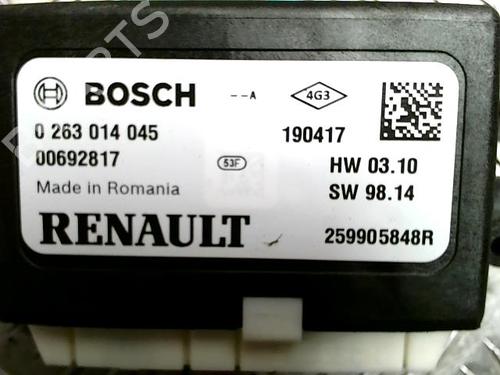 BOSCH --A 4G3
0 263 014 045 190417
00692817 53F HW 03.10
Made in Romania SW 98.14
RENAULT 259905848R
PARTS